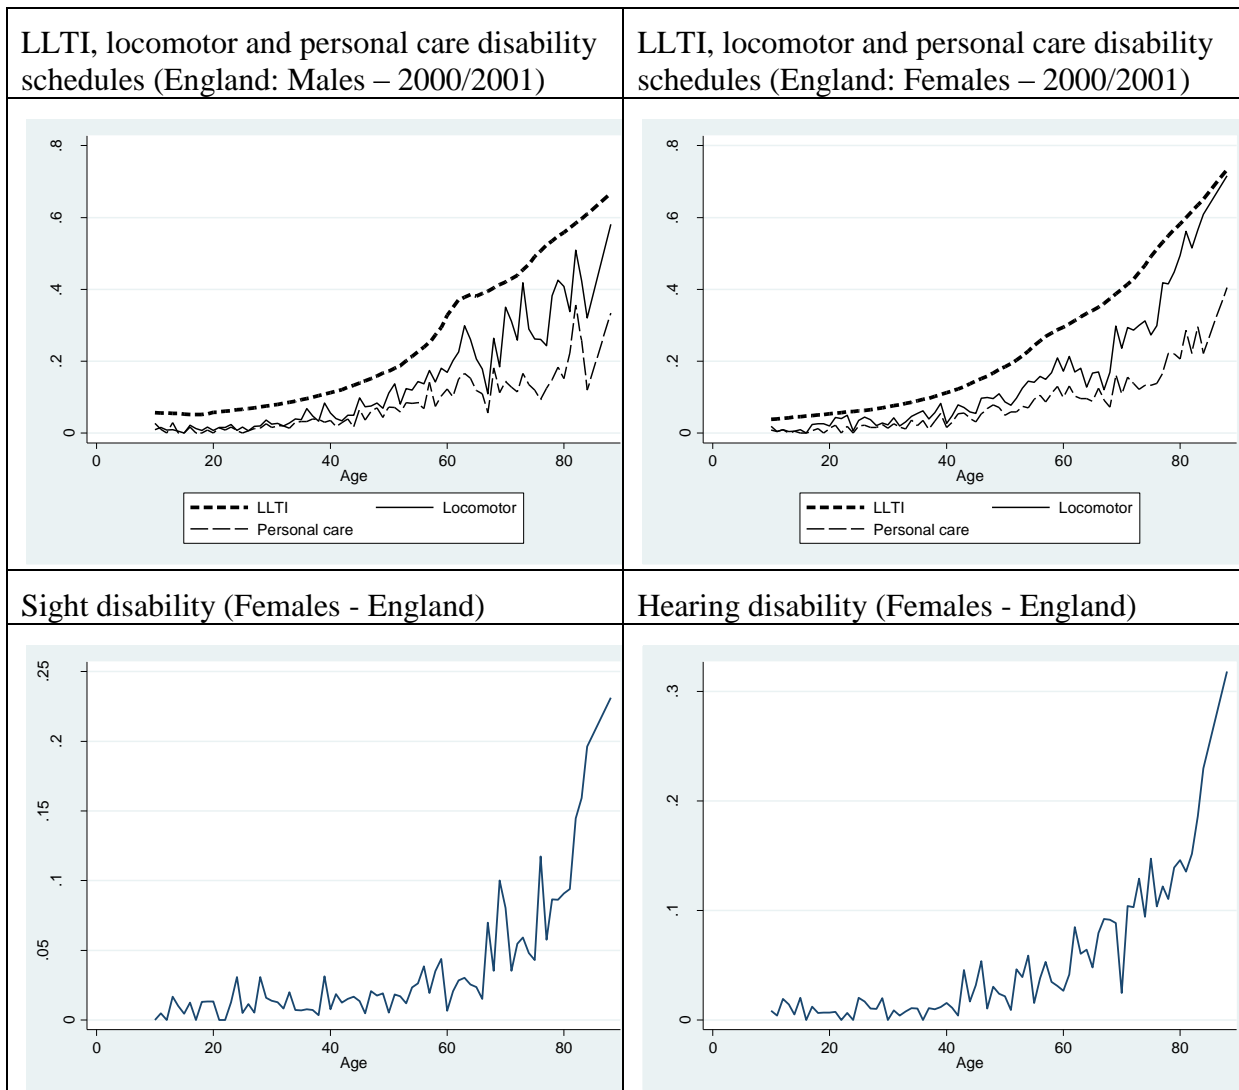 LLTI, locomotor and personal care disability
schedules (England: Males – 2000/2001)
LLTI, locomotor and personal care disability
schedules (England: Females – 2000/2001)
.8
.6
.4
.2
0
0 20 40 60 80
Age
LLTI Locomotor
Personal care
.8
.6
.4
.2
0
0 20 40 60 80
Age
LLTI Locomotor
Personal care
Sight disability (Females - England)
Hearing disability (Females - England)
.25
.2
.15
.1
.05
0
0 20 40 60 80
Age
.3
.2
.1
0
0 20 40 60 80
Age